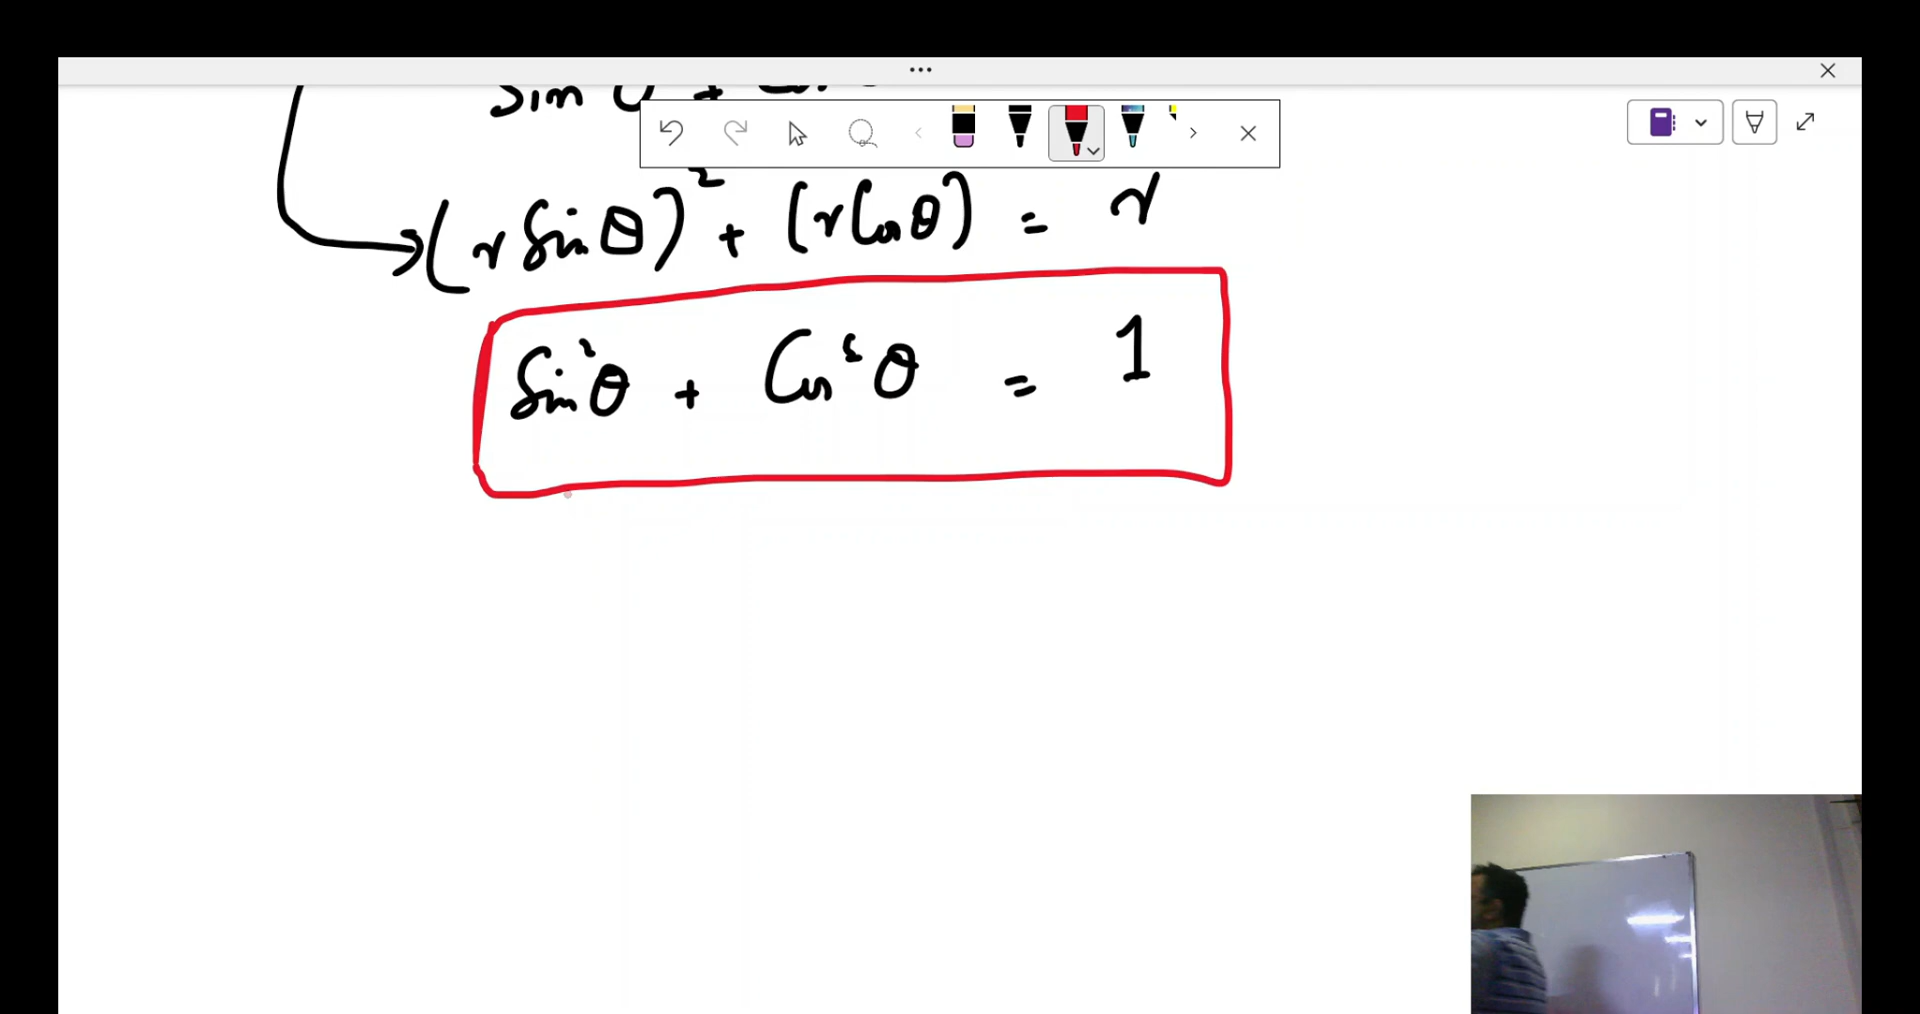 (r Sin θ)² + (r Cos θ) = r
Sin²θ + Cos²θ = 1